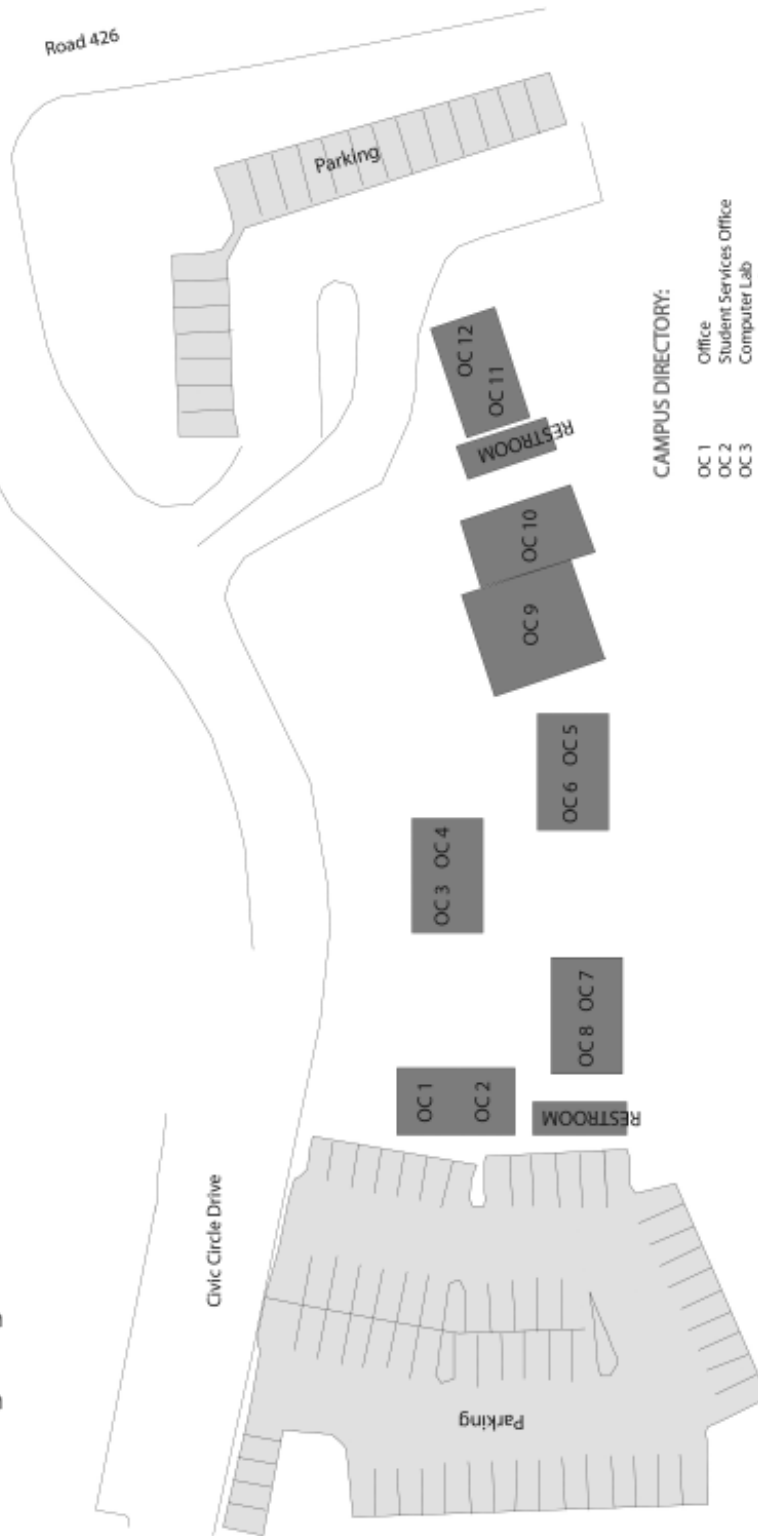 Road 426
Parking
OC 12
OC 11
RESTROOM
OC 10
OC 9
OC 6 OC 5
OC 3 OC 4
OC 8 OC 7
OC 1
OC 2
RESTROOM
Civic Circle Drive
Parking
CAMPUS DIRECTORY:
OC 1 Office
OC 2 Student Services Office
OC 3 Computer Lab